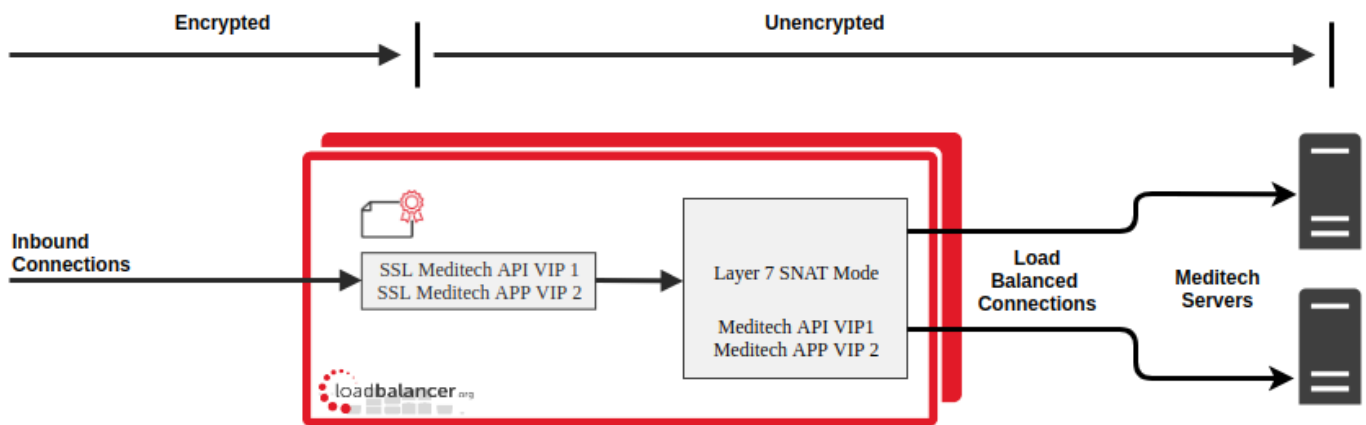 Encrypted
Unencrypted
Inbound
Connections
SSL Meditech API VIP 1
SSL Meditech APP VIP 2
Layer 7 SNAT Mode
Meditech API VIP1
Meditech APP VIP 2
Load
Balanced
Connections
Meditech
Servers
loadbalancer.org